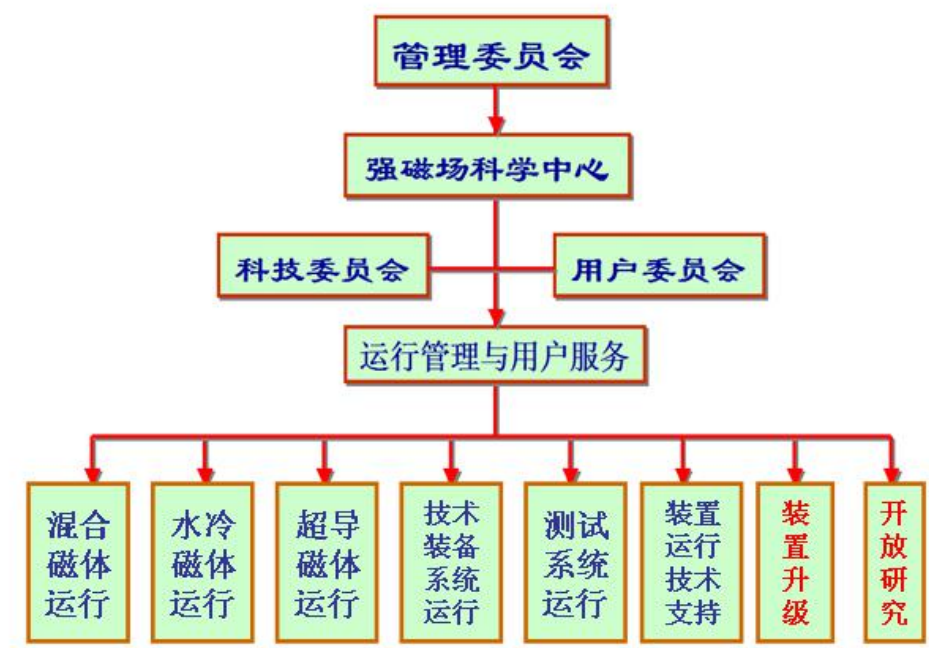 管理委员会
强磁场科学中心
科技委员会
用户委员会
运行管理与用户服务
混合
磁体
运行
水冷
磁体
运行
超导
磁体
运行
技术
装备
系统
运行
测试
系统
运行
装置
运行
技术
支持
装
置
升
级
开
放
研
究